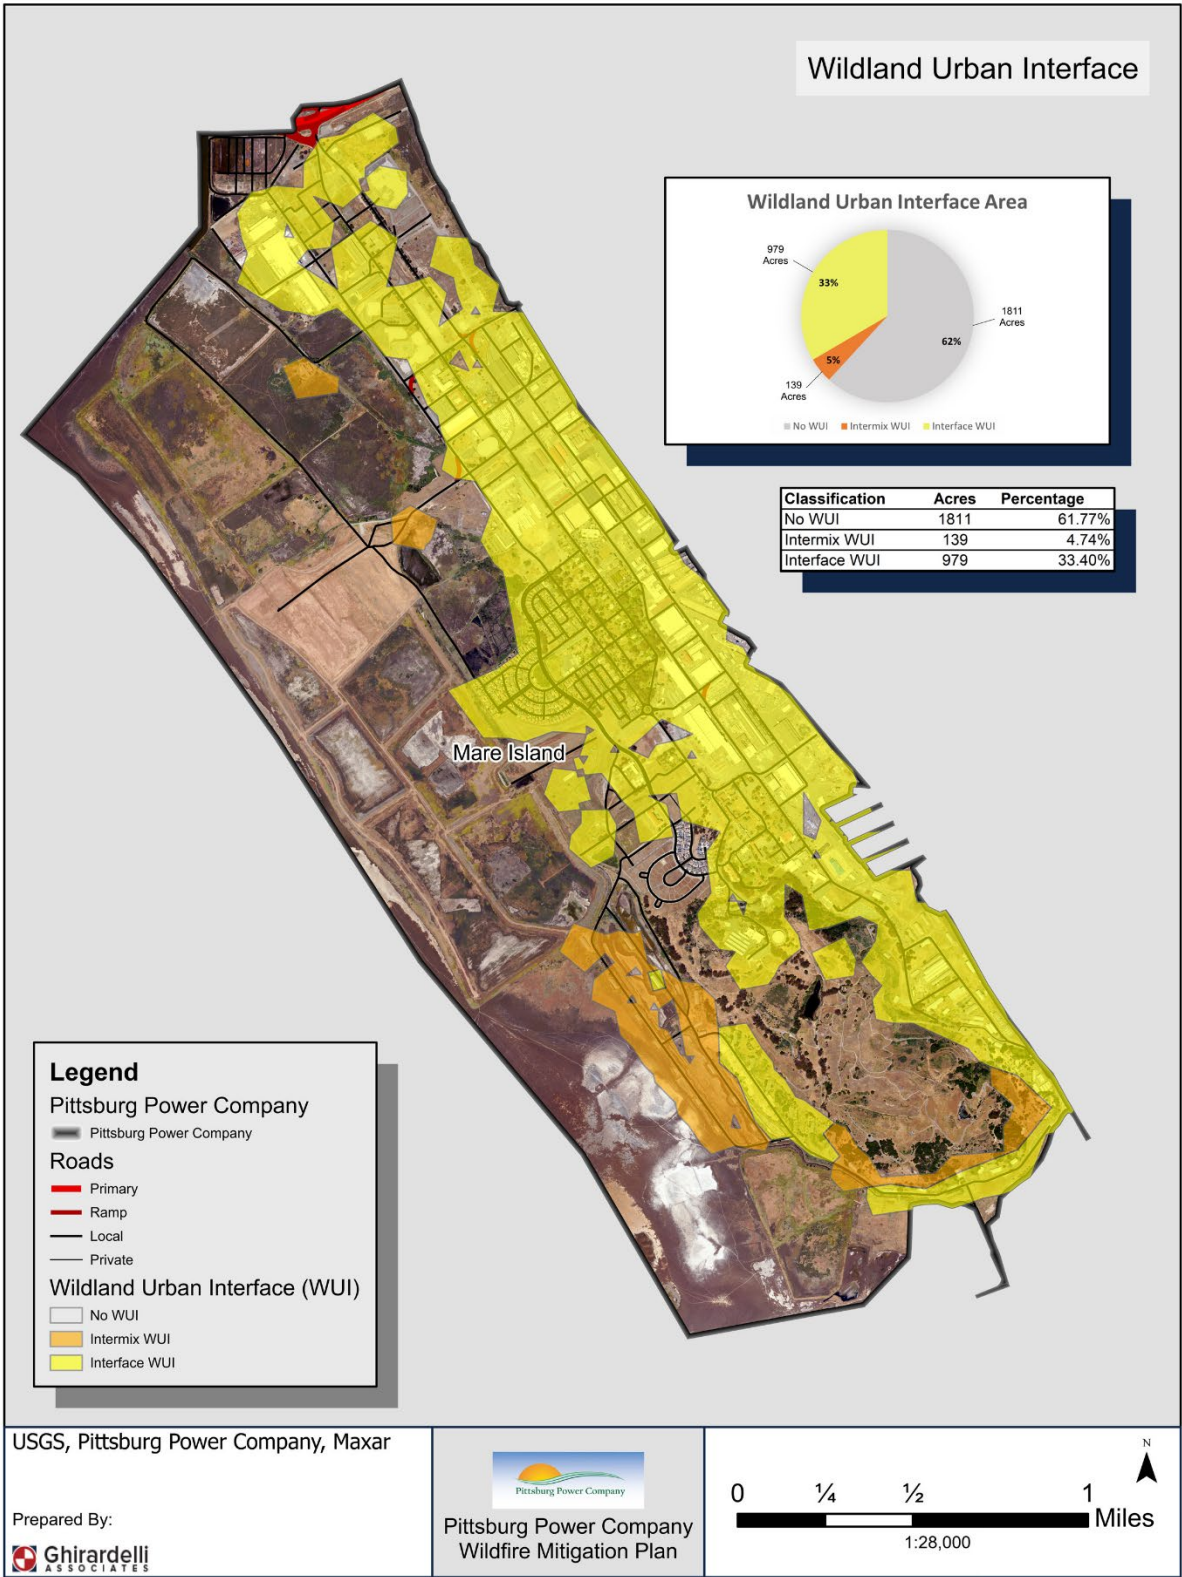 Wildland Urban Interface
Wildland Urban Interface Area
979
Acres
33%
1811
Acres
62%
5%
139
Acres
No WUI Intermix WUI Interface WUI
Classification Acres Percentage
No WUI 1811 61.77%
Intermix WUI 139 4.74%
Interface WUI 979 33.40%
Mare Island
Legend
Pittsburg Power Company
Pittsburg Power Company
Roads
Primary
Ramp
Local
Private
Wildland Urban Interface (WUI)
No WUI
Intermix WUI
Interface WUI
USGS, Pittsburg Power Company, Maxar
Prepared By:
Ghirardelli
ASSOCIATES
Pittsburg Power Company
Pittsburg Power Company
Wildfire Mitigation Plan
N
0 ¼ ½ 1
Miles
1:28,000